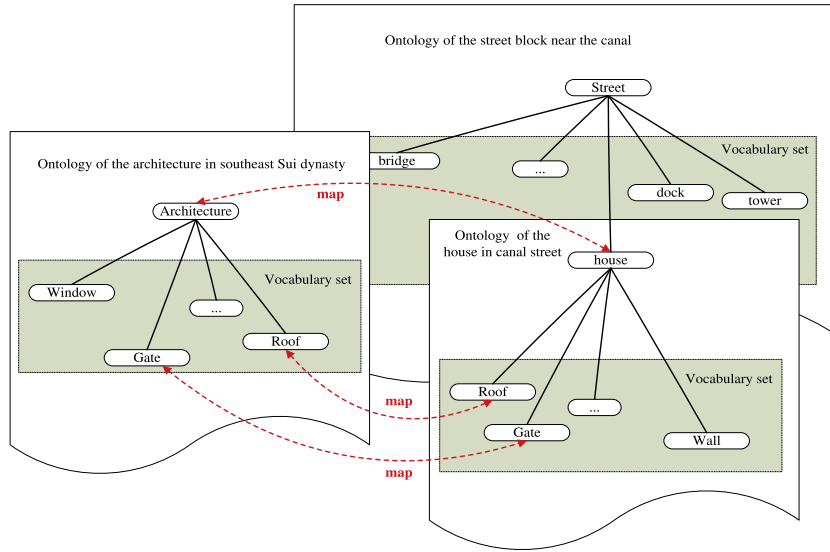 Ontology of the street block near the canal
Street
Vocabulary set
bridge
...
dock
tower
Ontology of the architecture in southeast Sui dynasty
map
Architecture
Vocabulary set
Window
...
Roof
Gate
Ontology of the
house in canal street
house
Vocabulary set
map
Roof
...
Gate
Wall
map